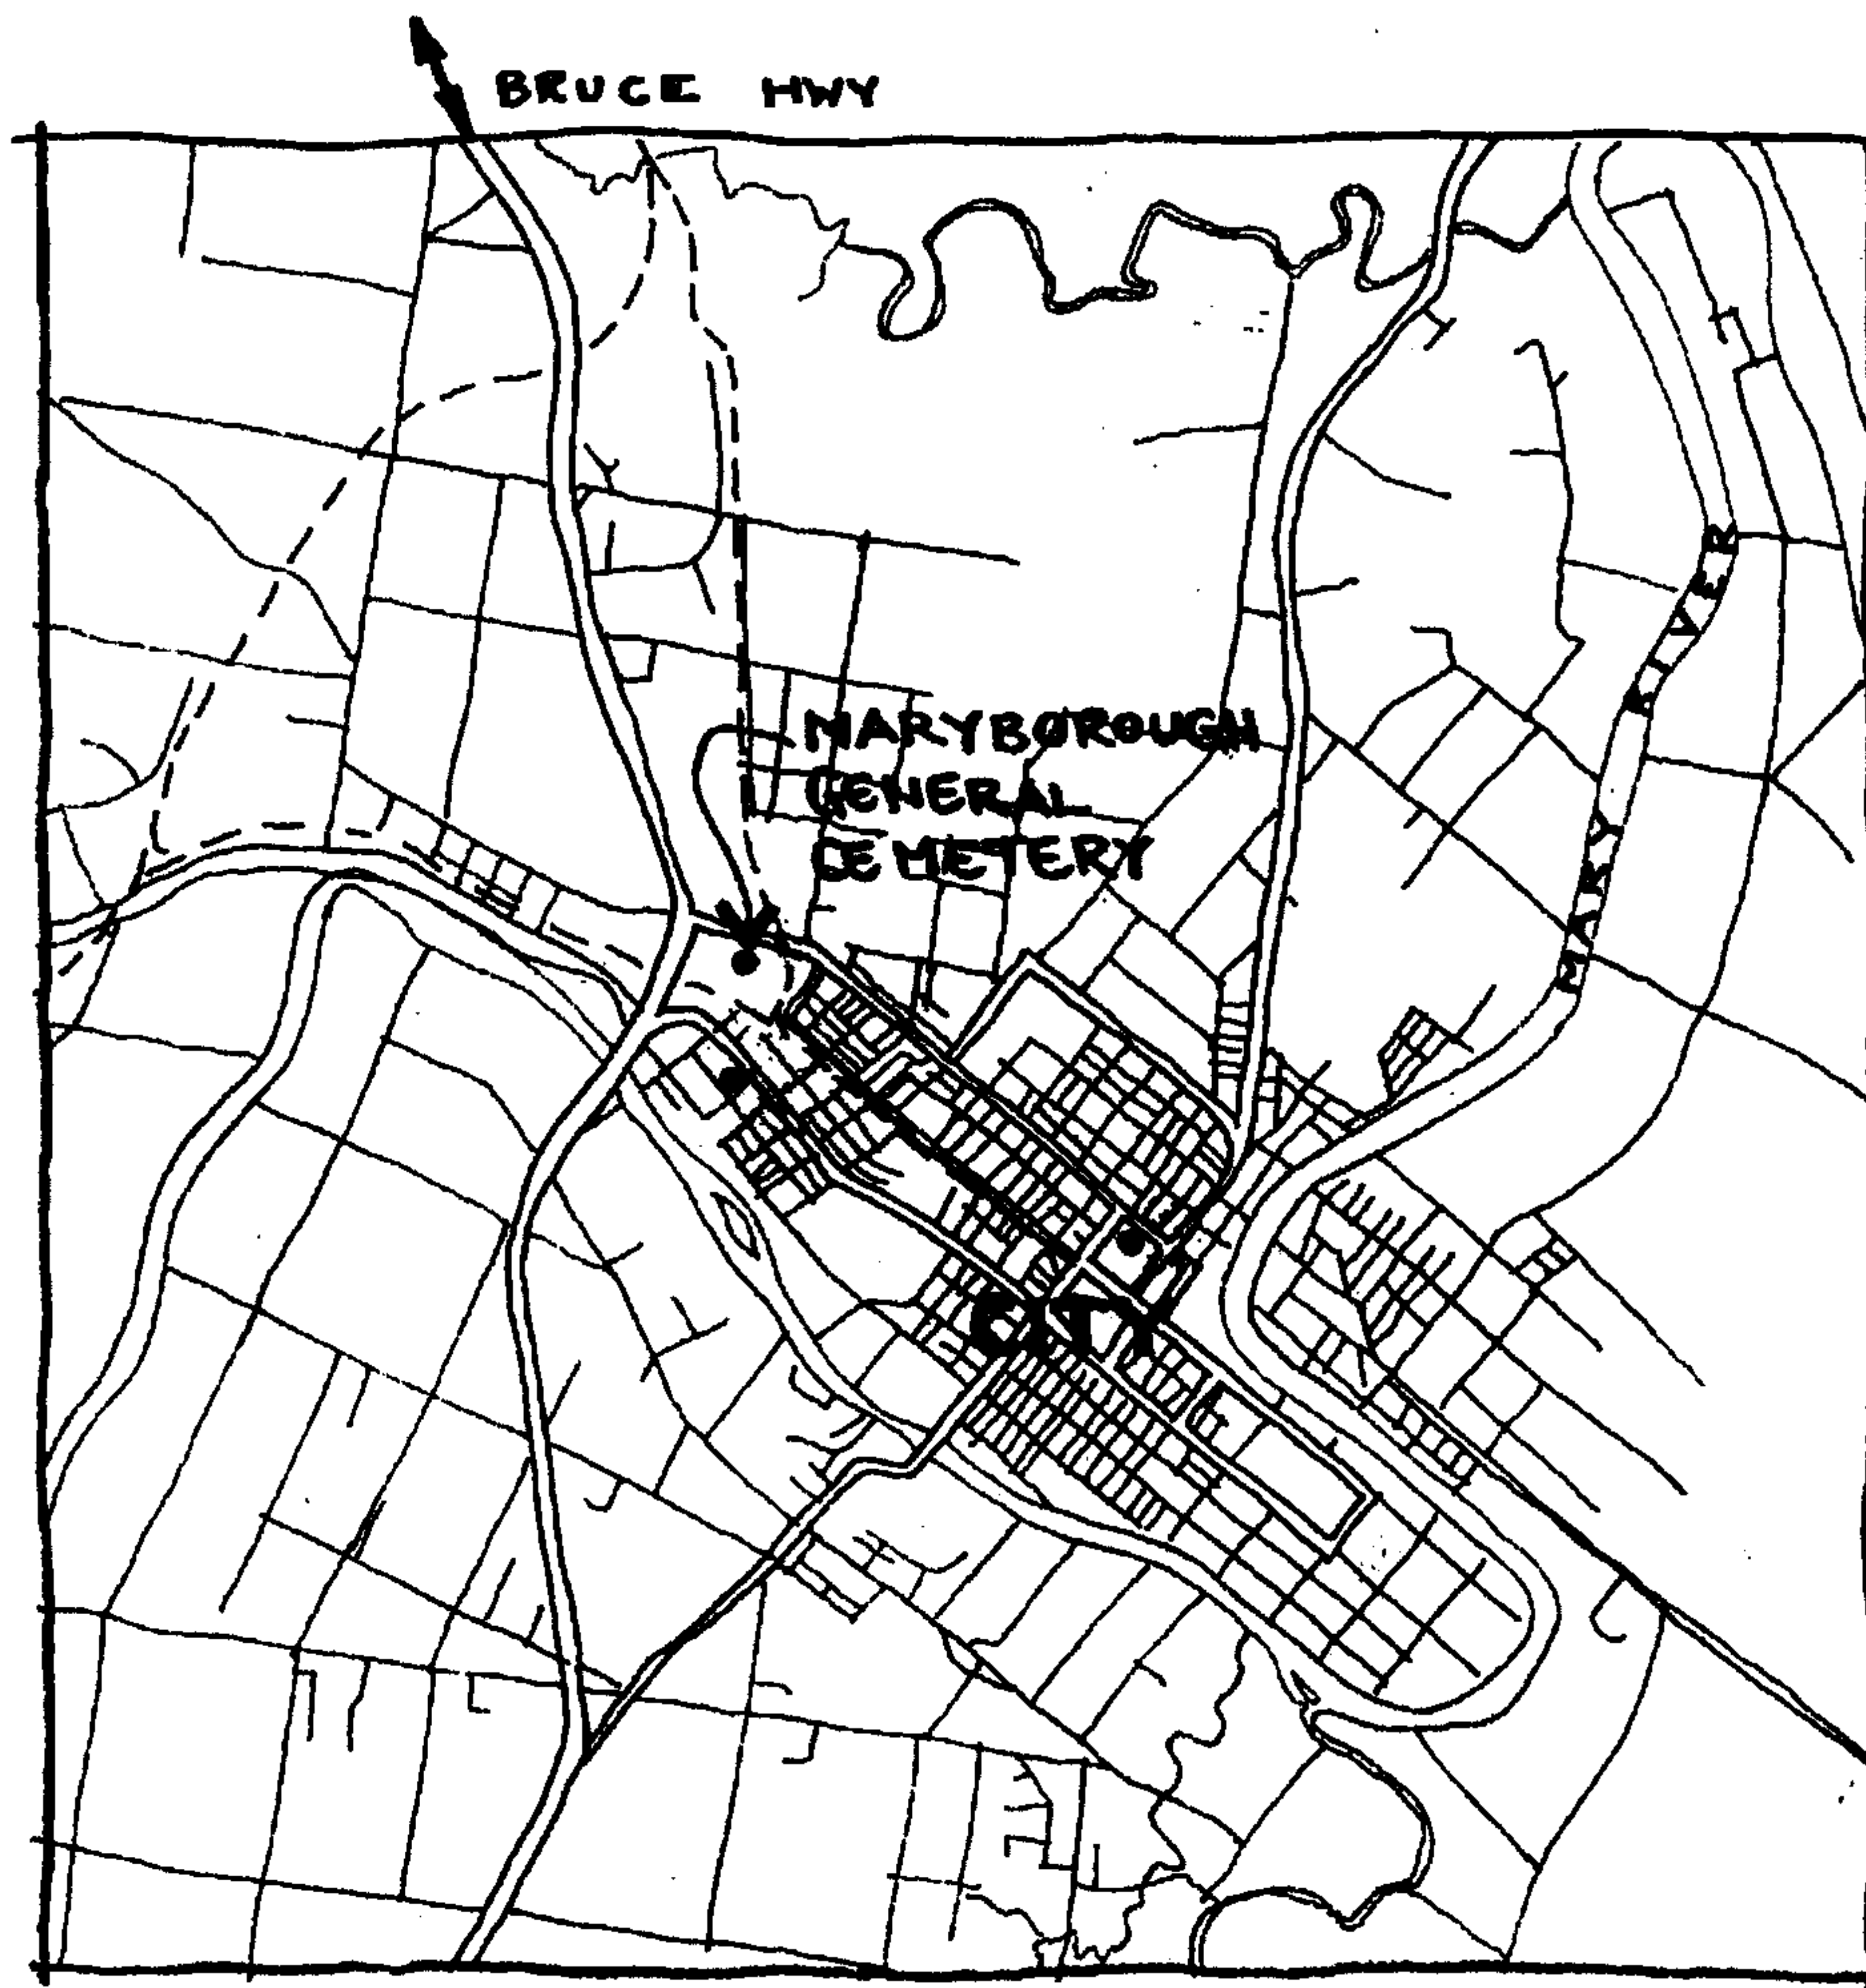 BRUCE HWY
MARYBOROUGH
GENERAL
CEMETERY
MARY RIVER
CITY